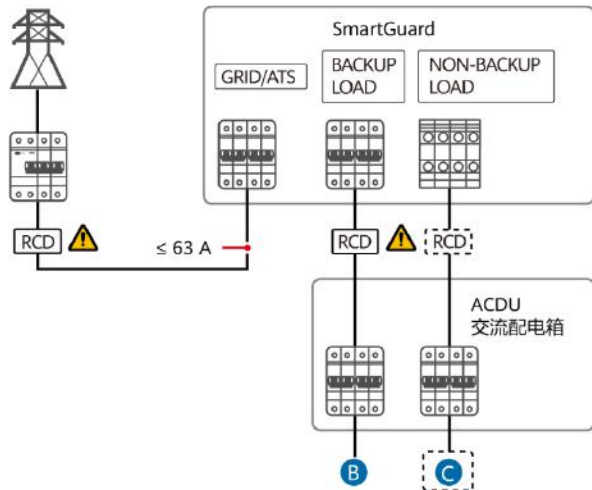 SmartGuard
GRID/ATS
BACKUP
LOAD
NON-BACKUP
LOAD
RCD
≤ 63 A
RCD
RCD
ACDU
交流配电箱
B
C